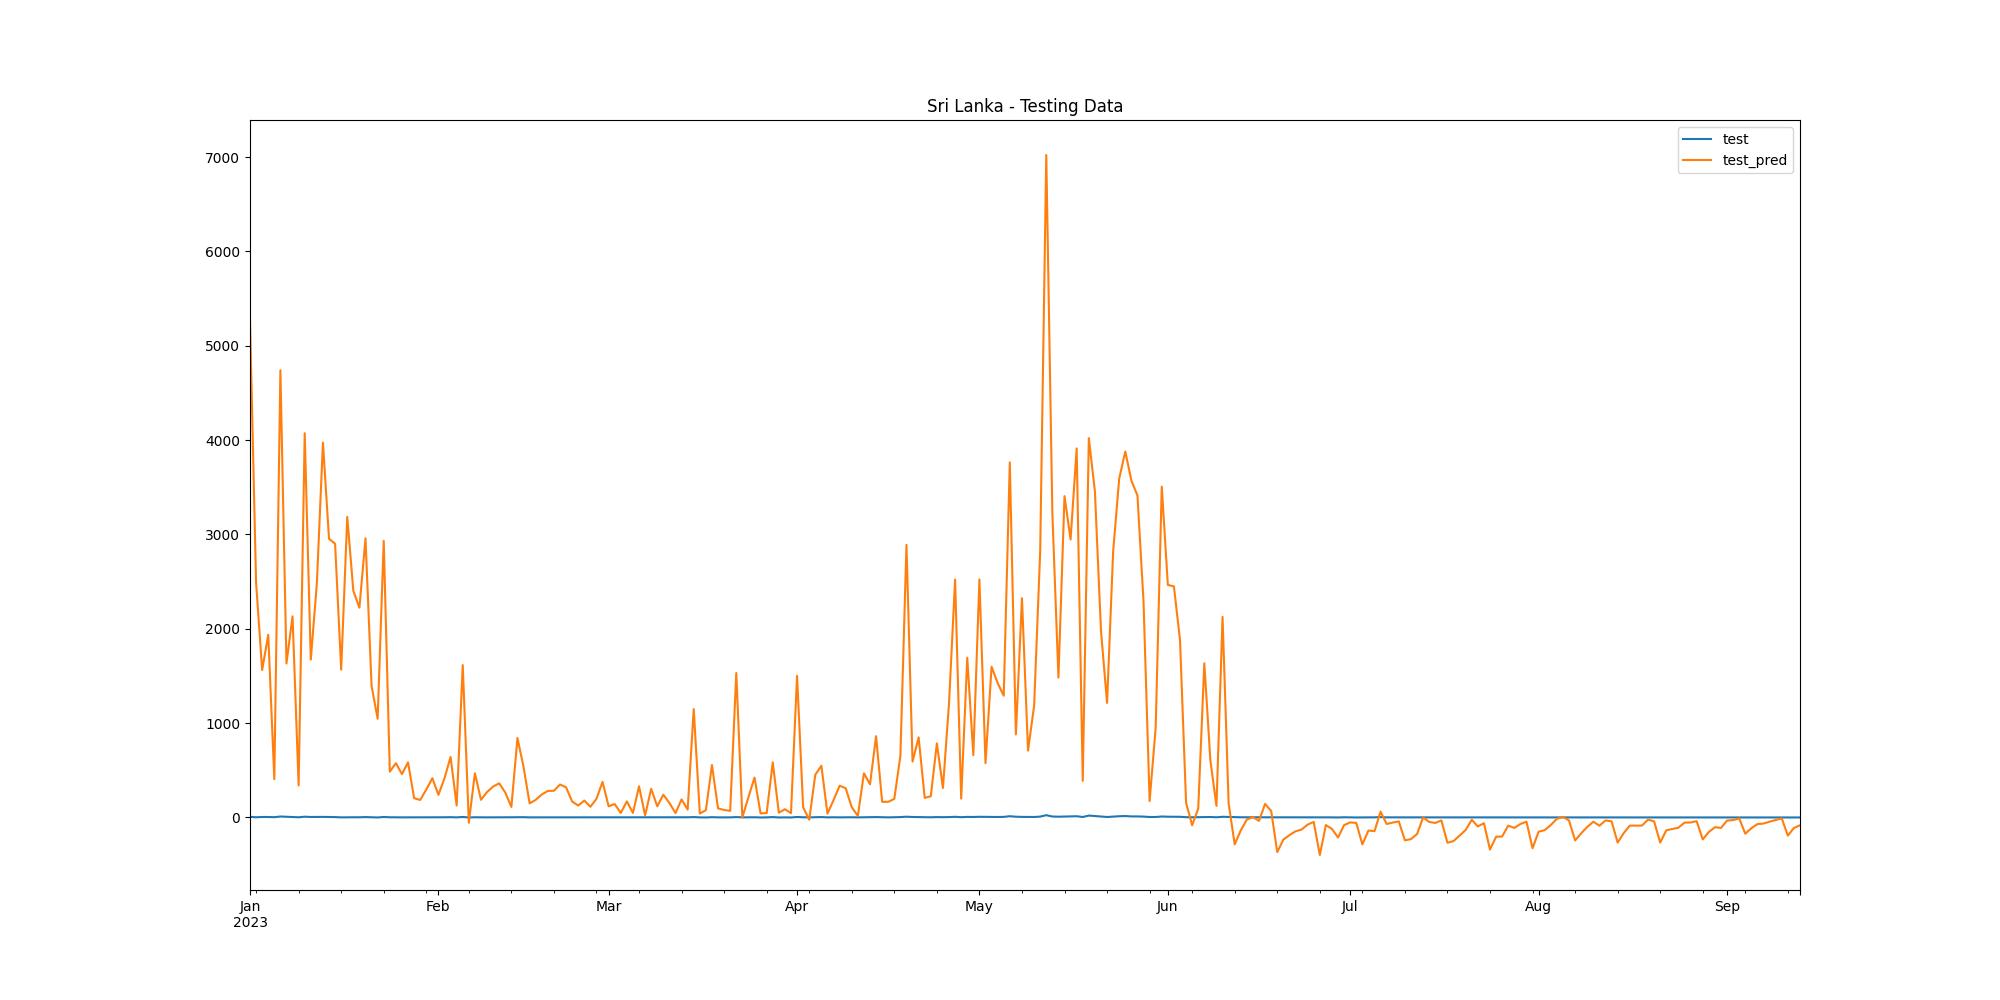 Sri Lanka - Testing Data
test
test_pred
7000
6000
5000
4000
3000
2000
1000
0
Jan Feb Mar Apr May Jun Jul Aug Sep
2023